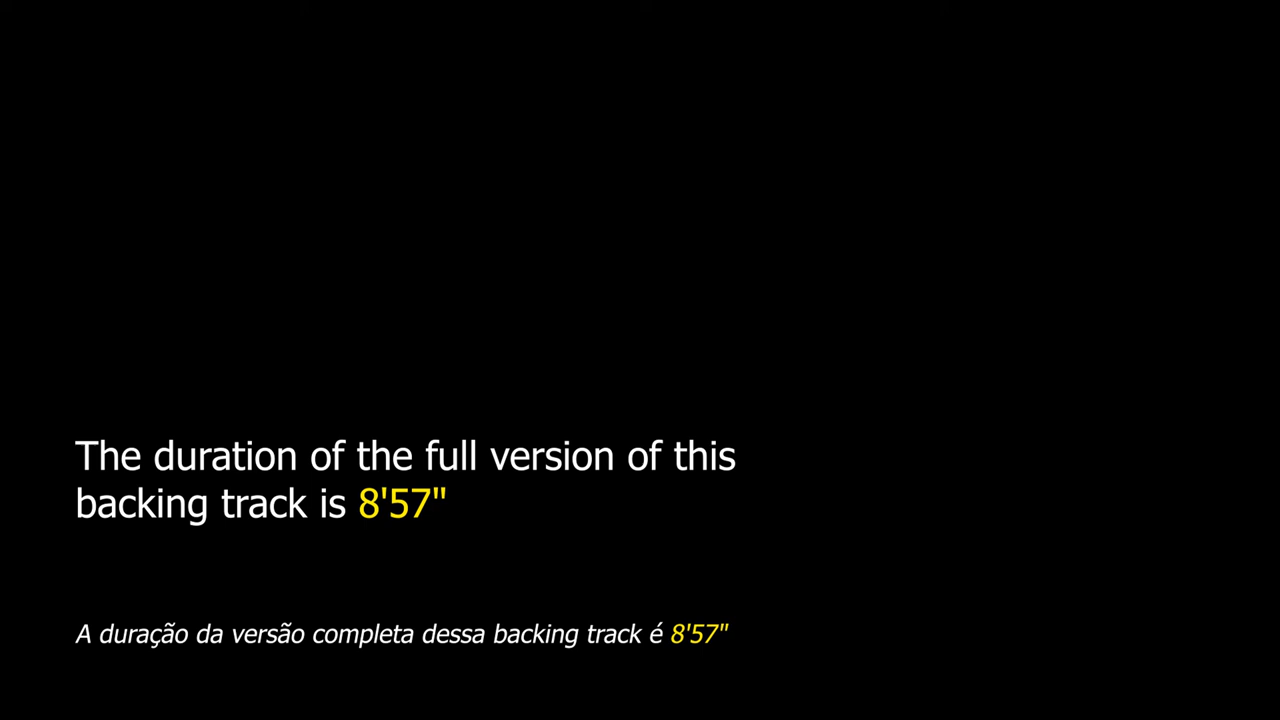 The duration of the full version of this
backing track is 8'57"
A duração da versão completa dessa backing track é 8'57"